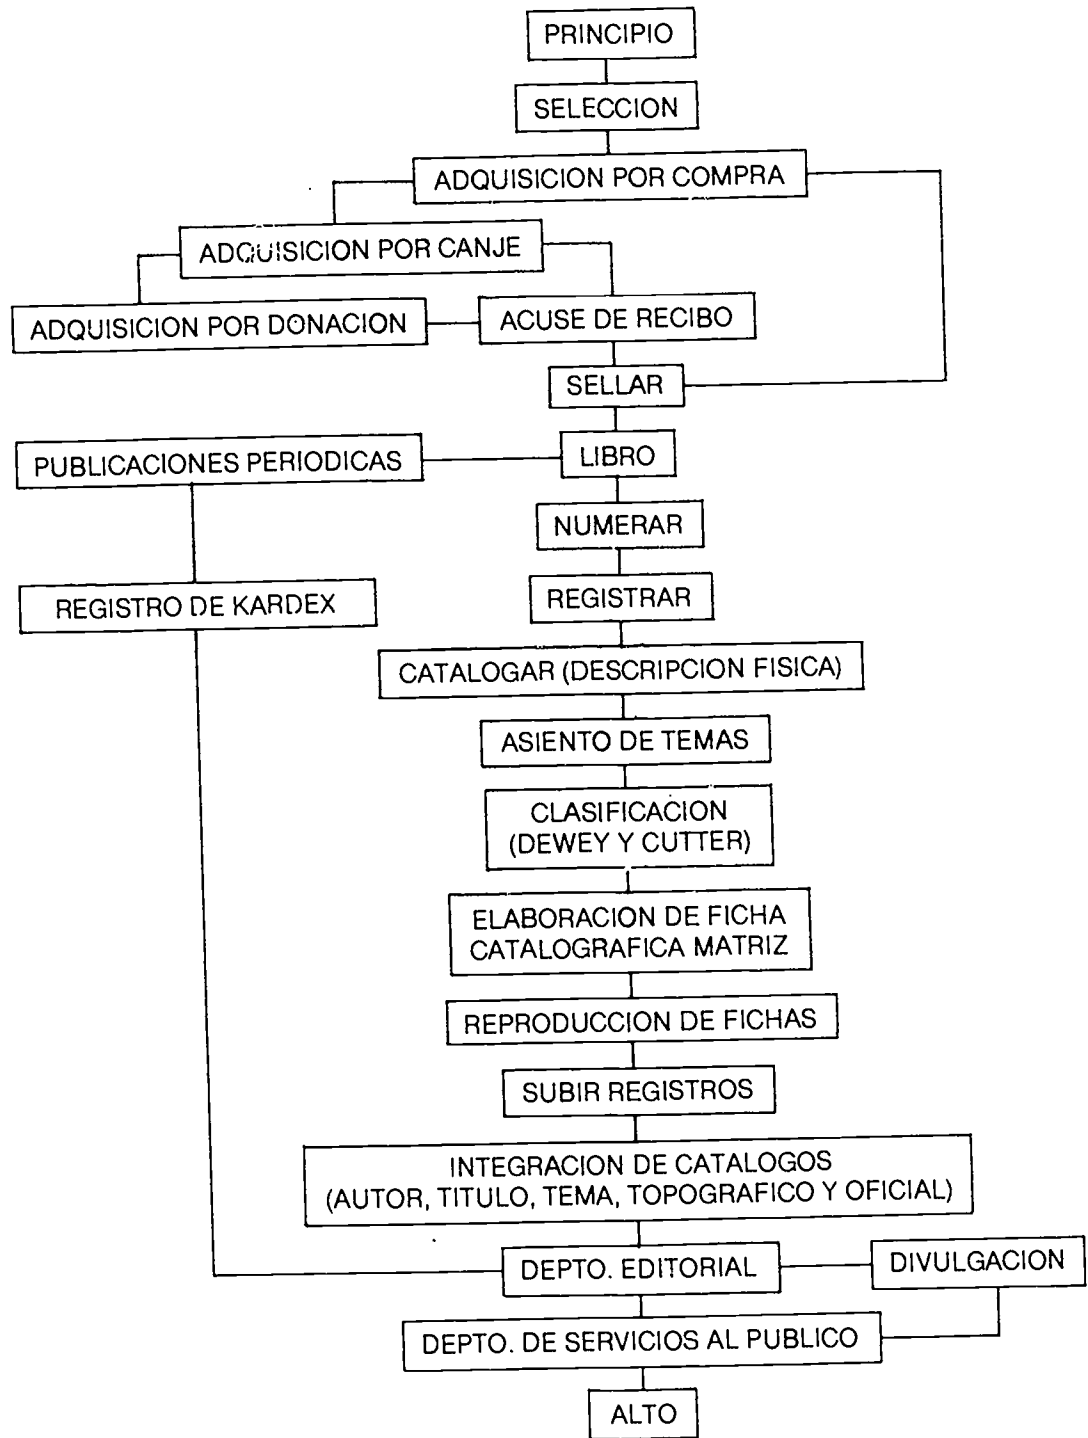 PRINCIPIO
SELECCION
ADQUISICION POR COMPRA
ADQUISICION POR CANJE
ADQUISICION POR DONACION
ACUSE DE RECIBO
SELLAR
PUBLICACIONES PERIODICAS
LIBRO
NUMERAR
REGISTRO DE KARDEX
REGISTRAR
CATALOGAR (DESCRIPCION FISICA)
ASIENTO DE TEMAS
CLASIFICACION
(DEWEY Y CUTTER)
ELABORACION DE FICHA
CATALOGRAFICA MATRIZ
REPRODUCCION DE FICHAS
SUBIR REGISTROS
INTEGRACION DE CATALOGOS
(AUTOR, TITULO, TEMA, TOPOGRAFICO Y OFICIAL)
DEPTO. EDITORIAL
DIVULGACION
DEPTO. DE SERVICIOS AL PUBLICO
ALTO